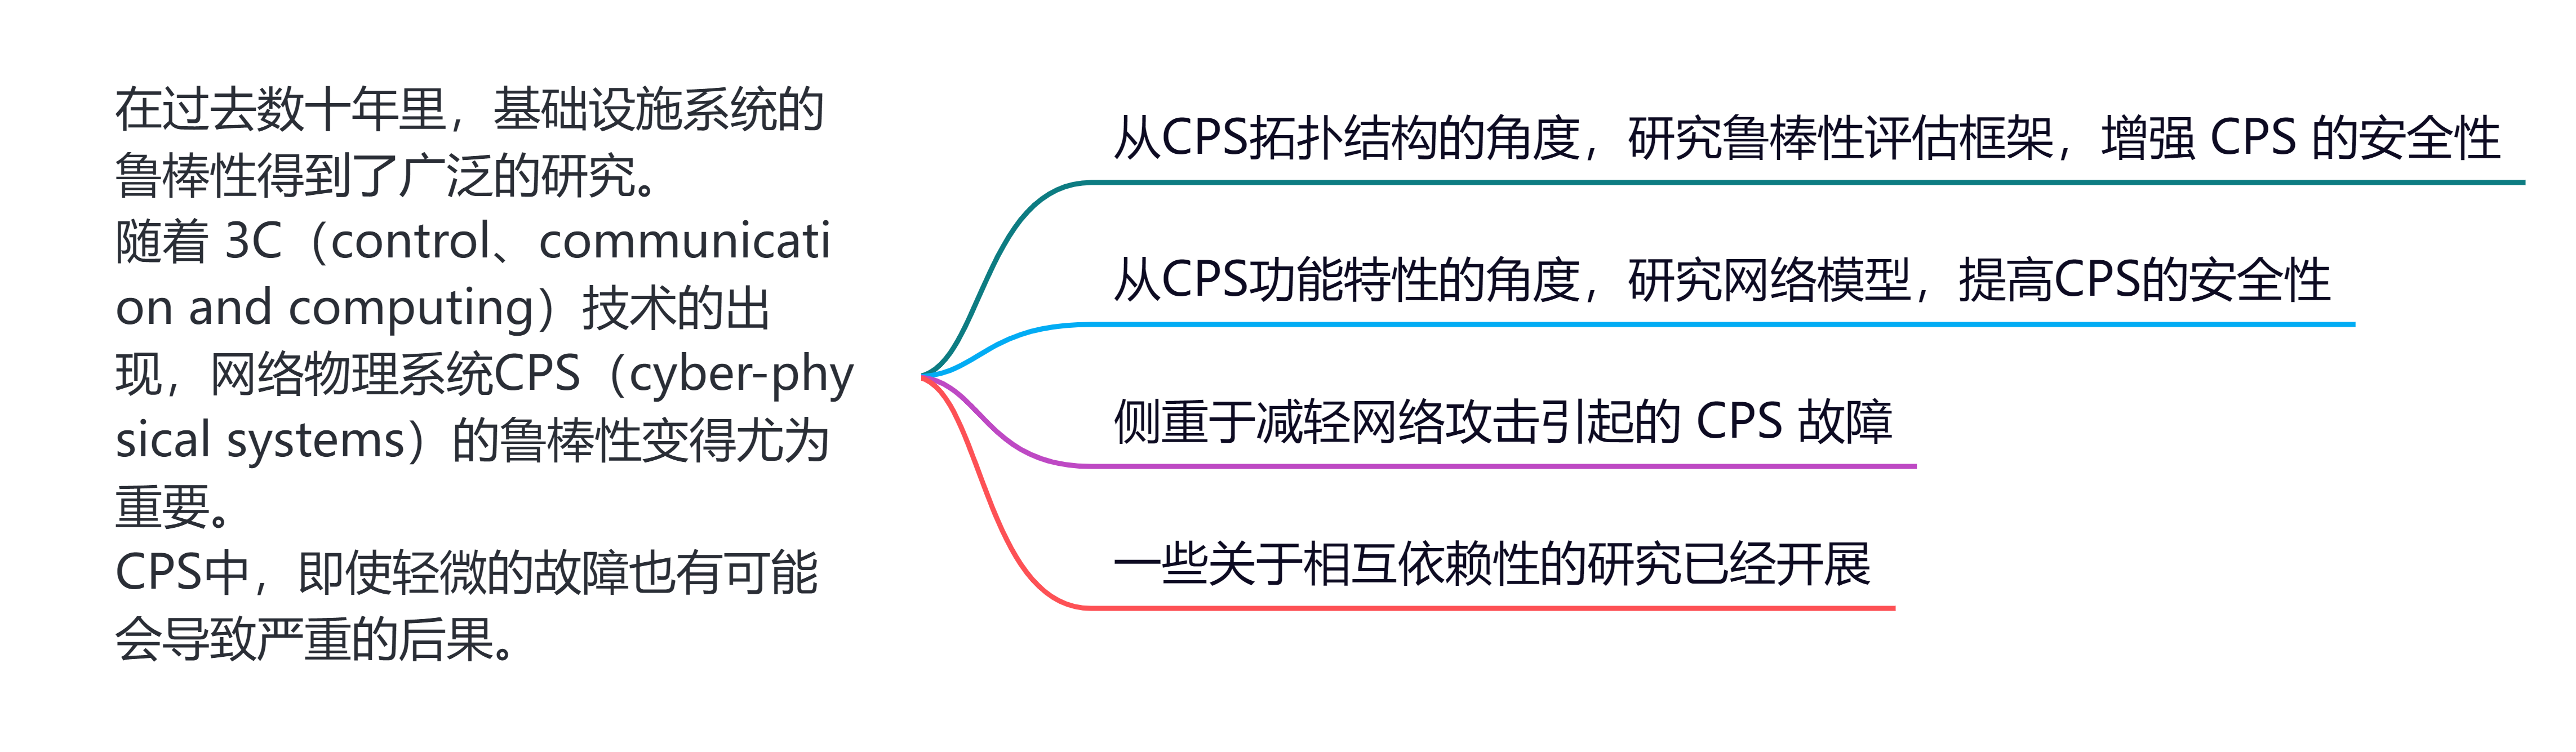 在过去数十年里，基础设施系统的
鲁棒性得到了广泛的研究。
随着 3C（control、communicati
on and computing）技术的出
现，网络物理系统CPS（cyber-phy
sical systems）的鲁棒性变得尤为
重要。
CPS中，即使轻微的故障也有可能
会导致严重的后果。
从CPS拓扑结构的角度，研究鲁棒性评估框架，增强 CPS 的安全性
从CPS功能特性的角度，研究网络模型，提高CPS的安全性
侧重于减轻网络攻击引起的 CPS 故障
一些关于相互依赖性的研究已经开展